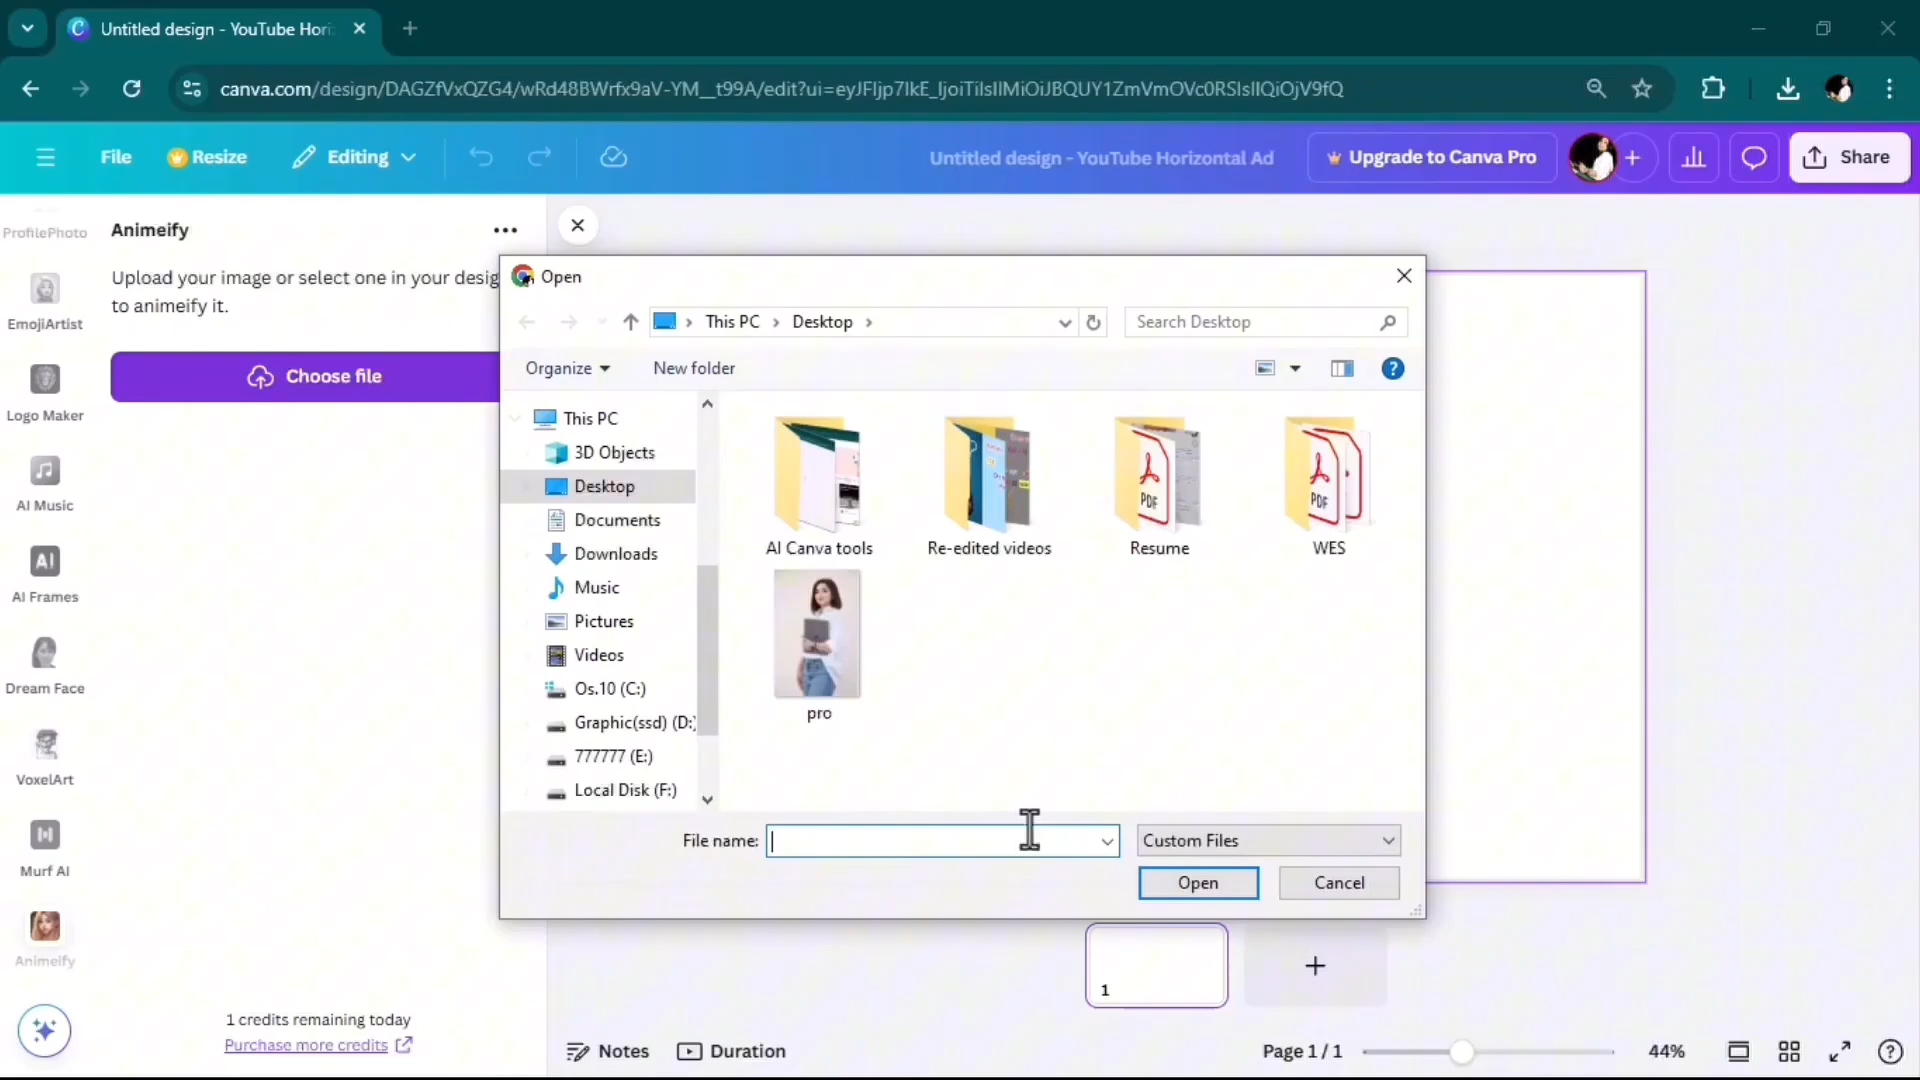 Untitled design - YouTube Hori
canva.com/design/DAGZfVxQZG4/wRd48BWrfx9aV-YM__t99A/edit?ui=eyJFIjp7IkE_IjoiTiIsIlMiOiJBQUY1ZmVmOVc0RSIsIlQiOjV9fQ
File
Resize
Editing
Untitled design - YouTube Horizontal Ad
Upgrade to Canva Pro
Share
ProfilePhoto
EmojiArtist
Logo Maker
AI Music
AI
AI Frames
Dream Face
VoxelArt
Murf AI
Animeify
Animeify
Upload your image or select one in your desig
to animeify it.
Choose file
1 credits remaining today
Purchase more credits
Open
This PC
Desktop
Search Desktop
Organize
New folder
This PC
3D Objects
Desktop
Documents
Downloads
Music
Pictures
Videos
Os.10 (C:)
Graphic(ssd) (D:)
777777 (E:)
Local Disk (F:)
PDF
PDF
AI Canva tools
Re-edited videos
Resume
WES
pro
File name:
Custom Files
Open
Cancel
1
Notes
Duration
Page 1 / 1
44%